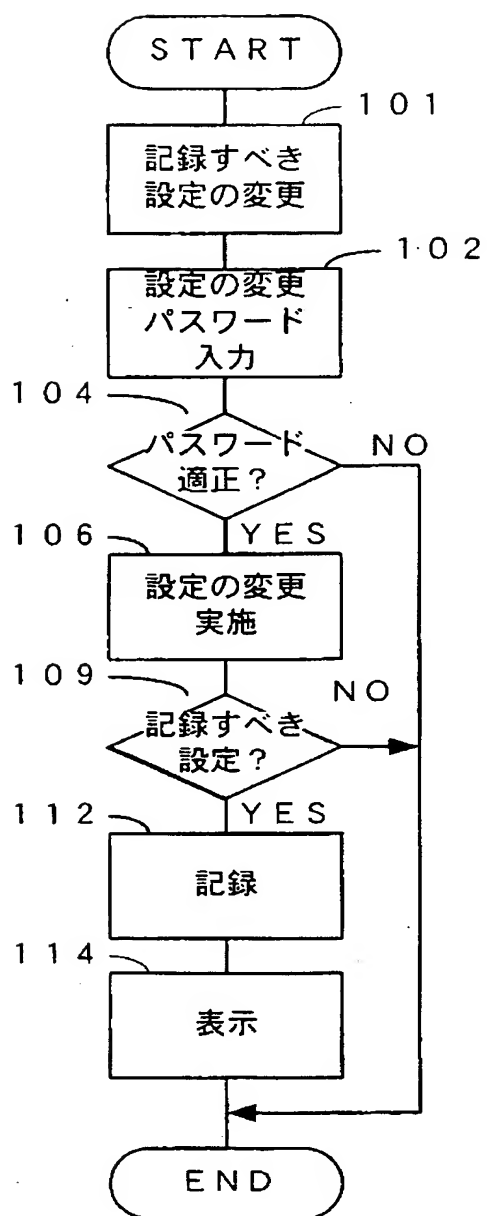 START
101
記録すべき
設定の変更
102
設定の変更
パスワード
入力
104
パスワード
適正?
NO
YES
106
設定の変更
実施
109
記録すべき
設定?
NO
YES
112
記録
114
表示
END